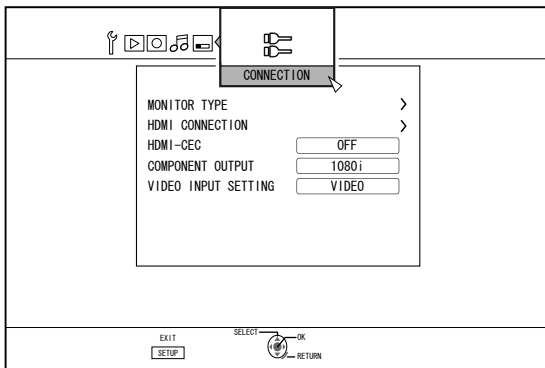 CONNECTION
MONITOR TYPE
HDMI CONNECTION
HDMI-CEC OFF
COMPONENT OUTPUT 1080i
VIDEO INPUT SETTING VIDEO
EXIT
SETUP
SELECT
OK
RETURN